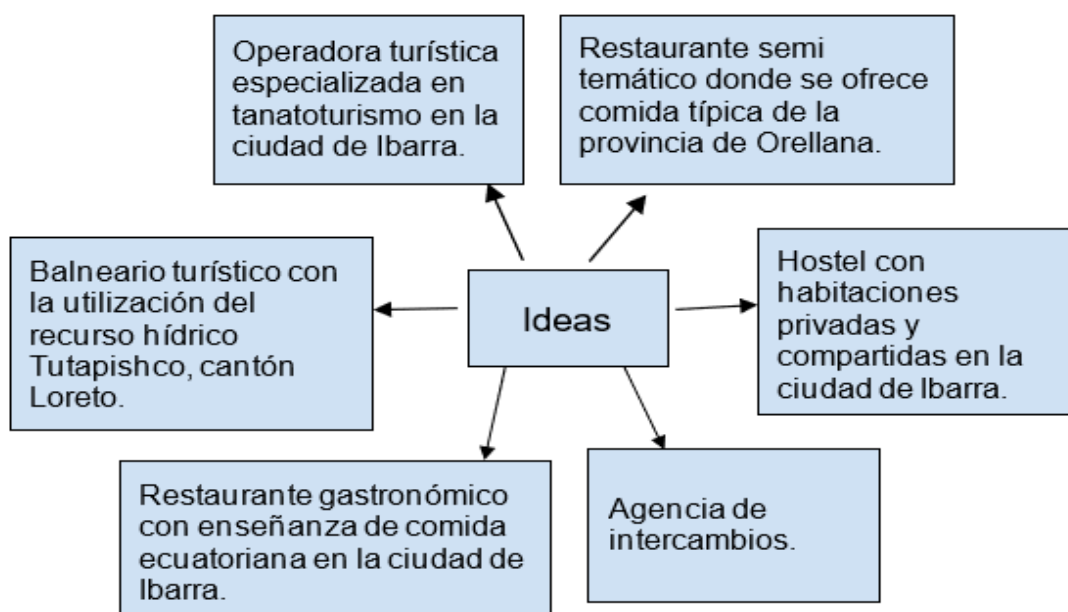 Operadora turística
especializada en
tanatoturismo en la
ciudad de Ibarra.
Restaurante semi
temático donde se ofrece
comida típica de la
provincia de Orellana.
Balneario turístico con
la utilización del
recurso hídrico
Tutapishco, cantón
Loreto.
Ideas
Hostel con
habitaciones
privadas y
compartidas en la
ciudad de Ibarra.
Restaurante gastronómico
con enseñanza de comida
ecuatoriana en la ciudad de
Ibarra.
Agencia de
intercambios.